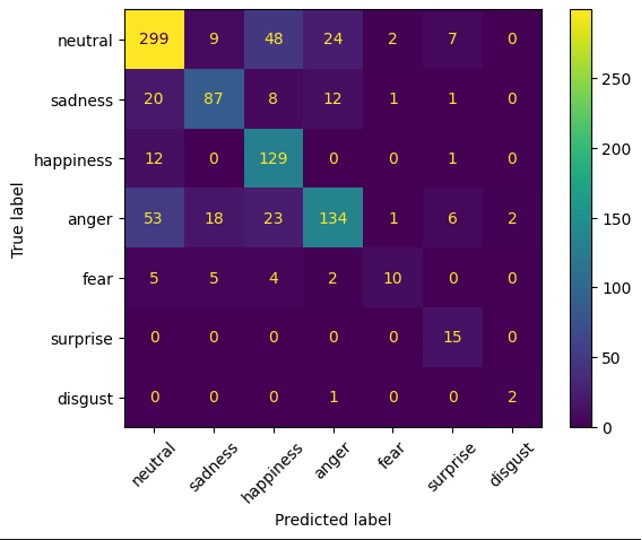 neutral 299 9 48 24 2 7 0
sadness 20 87 8 12 1 1 0
happiness 12 0 129 0 0 1 0
anger 53 18 23 134 1 6 2
fear 5 5 4 2 10 0 0
surprise 0 0 0 0 0 15 0
disgust 0 0 0 1 0 0 2
neutral sadness happiness anger fear surprise disgust
Predicted label
True label
250
200
150
100
50
0